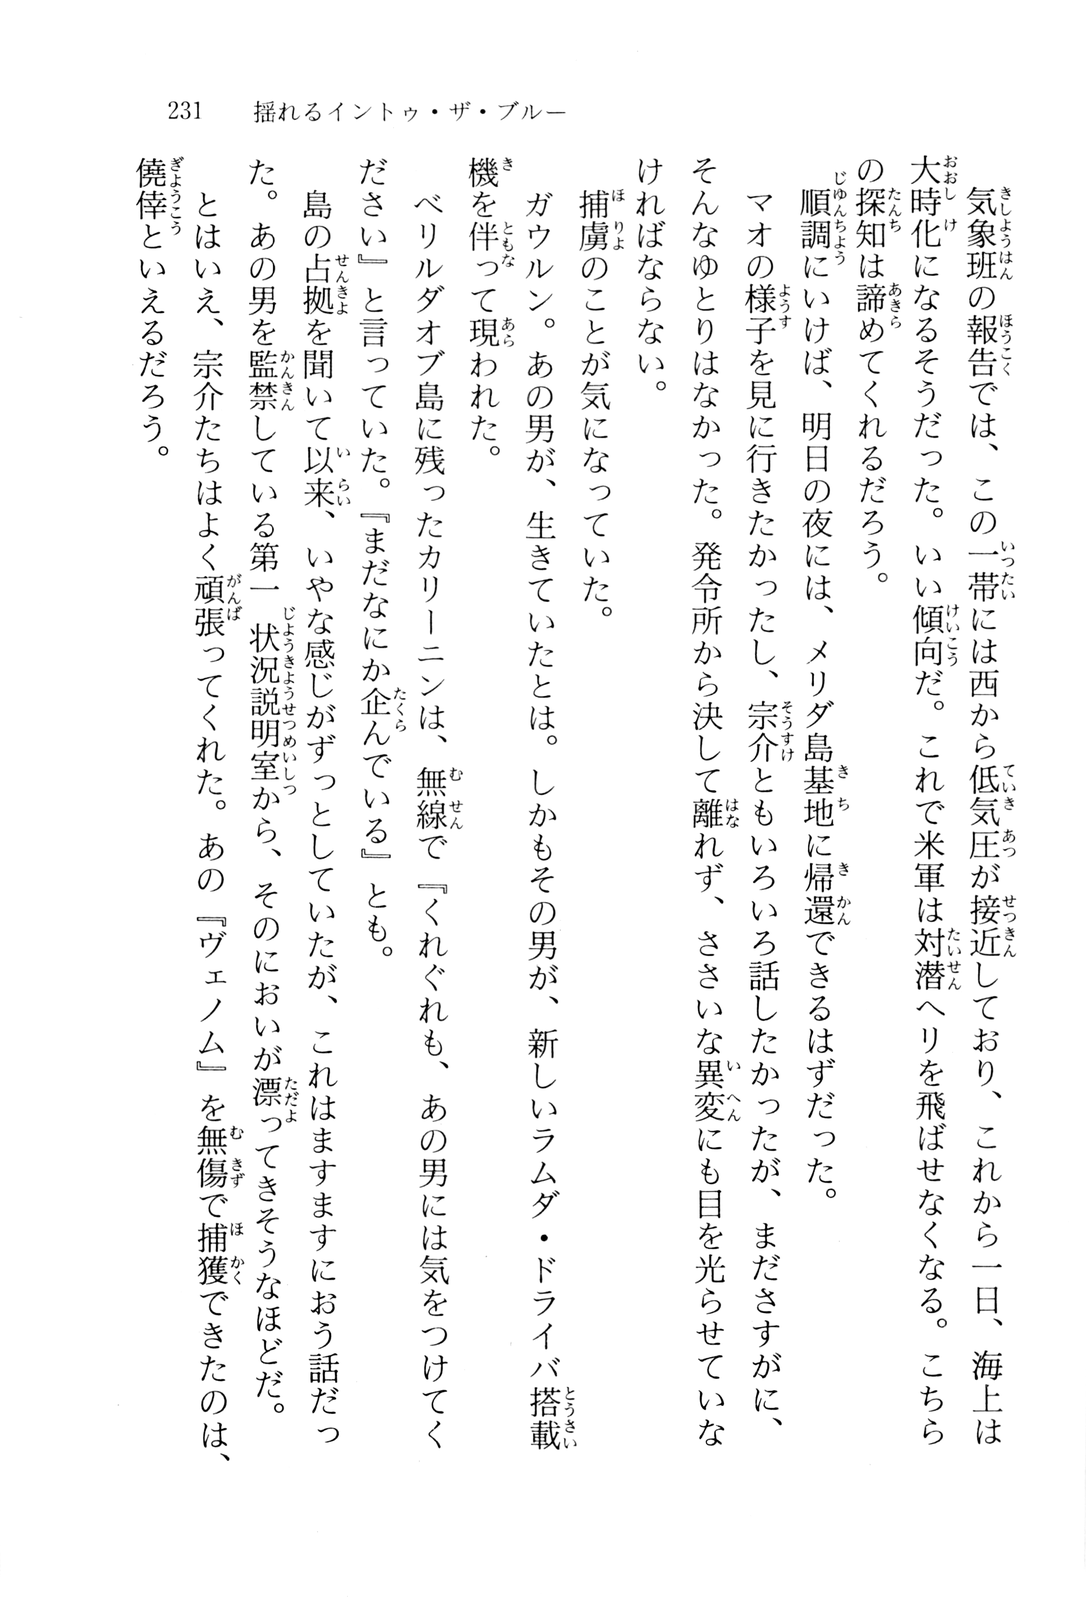 231　揺れるイントゥ・ザ・ブルー
気象班の報告では、この一帯には西から低気圧が接近しており、これから一日、海上は
大時化になるそうだった。いい傾向だ。これで米軍は対潜ヘリを飛ばせなくなる。こちら
の探知は諦めてくれるだろう。
順調にいけば、明日の夜には、メリダ島基地に帰還できるはずだった。
マオの様子を見に行きたかったし、宗介ともいろいろ話したかったが、まださすがに、
そんなゆとりはなかった。発令所から決して離れず、ささいな異変にも目を光らせていな
ければならない。
捕虜のことが気になっていた。
ガウルン。あの男が、生きていたとは。しかもその男が、新しいラムダ・ドライバ搭載
機を伴って現われた。
ベリルダオブ島に残ったカリーニンは、無線で『くれぐれも、あの男には気をつけてく
ださい』と言っていた。『まだなにか企んでいる』とも。
島の占拠を聞いて以来、いやな感じがずっとしていたが、これはますますにおう話だっ
た。あの男を監禁している第一状況説明室から、そのにおいが漂ってきそうなほどだ。
とはいえ、宗介たちはよく頑張ってくれた。あの『ヴェノム』を無傷で捕獲できたのは、
僥倖といえるだろう。